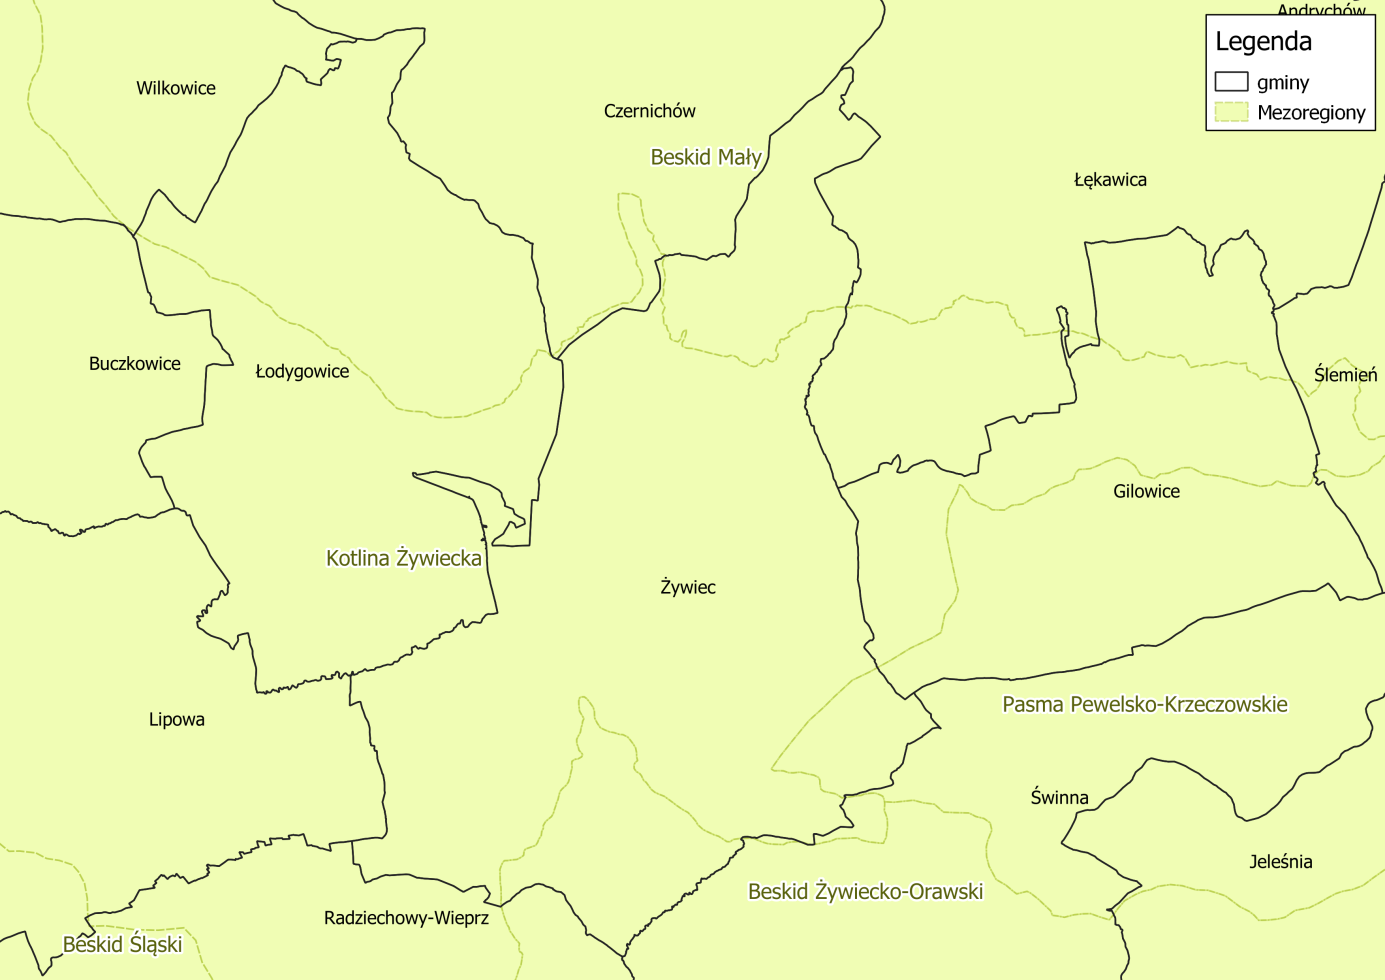 Andrychów
Legenda
gminy
Mezoregiony
Wilkowice
Czernichów
Beskid Mały
Łękawica
Buczkowice
Łodygowice
Ślemień
Gilowice
Kotlina Żywiecka
Żywiec
Pasma Pewelsko-Krzeczowskie
Lipowa
Świnna
Jeleśnia
Beskid Żywiecko-Orawski
Radziechowy-Wieprz
Beskid Śląski